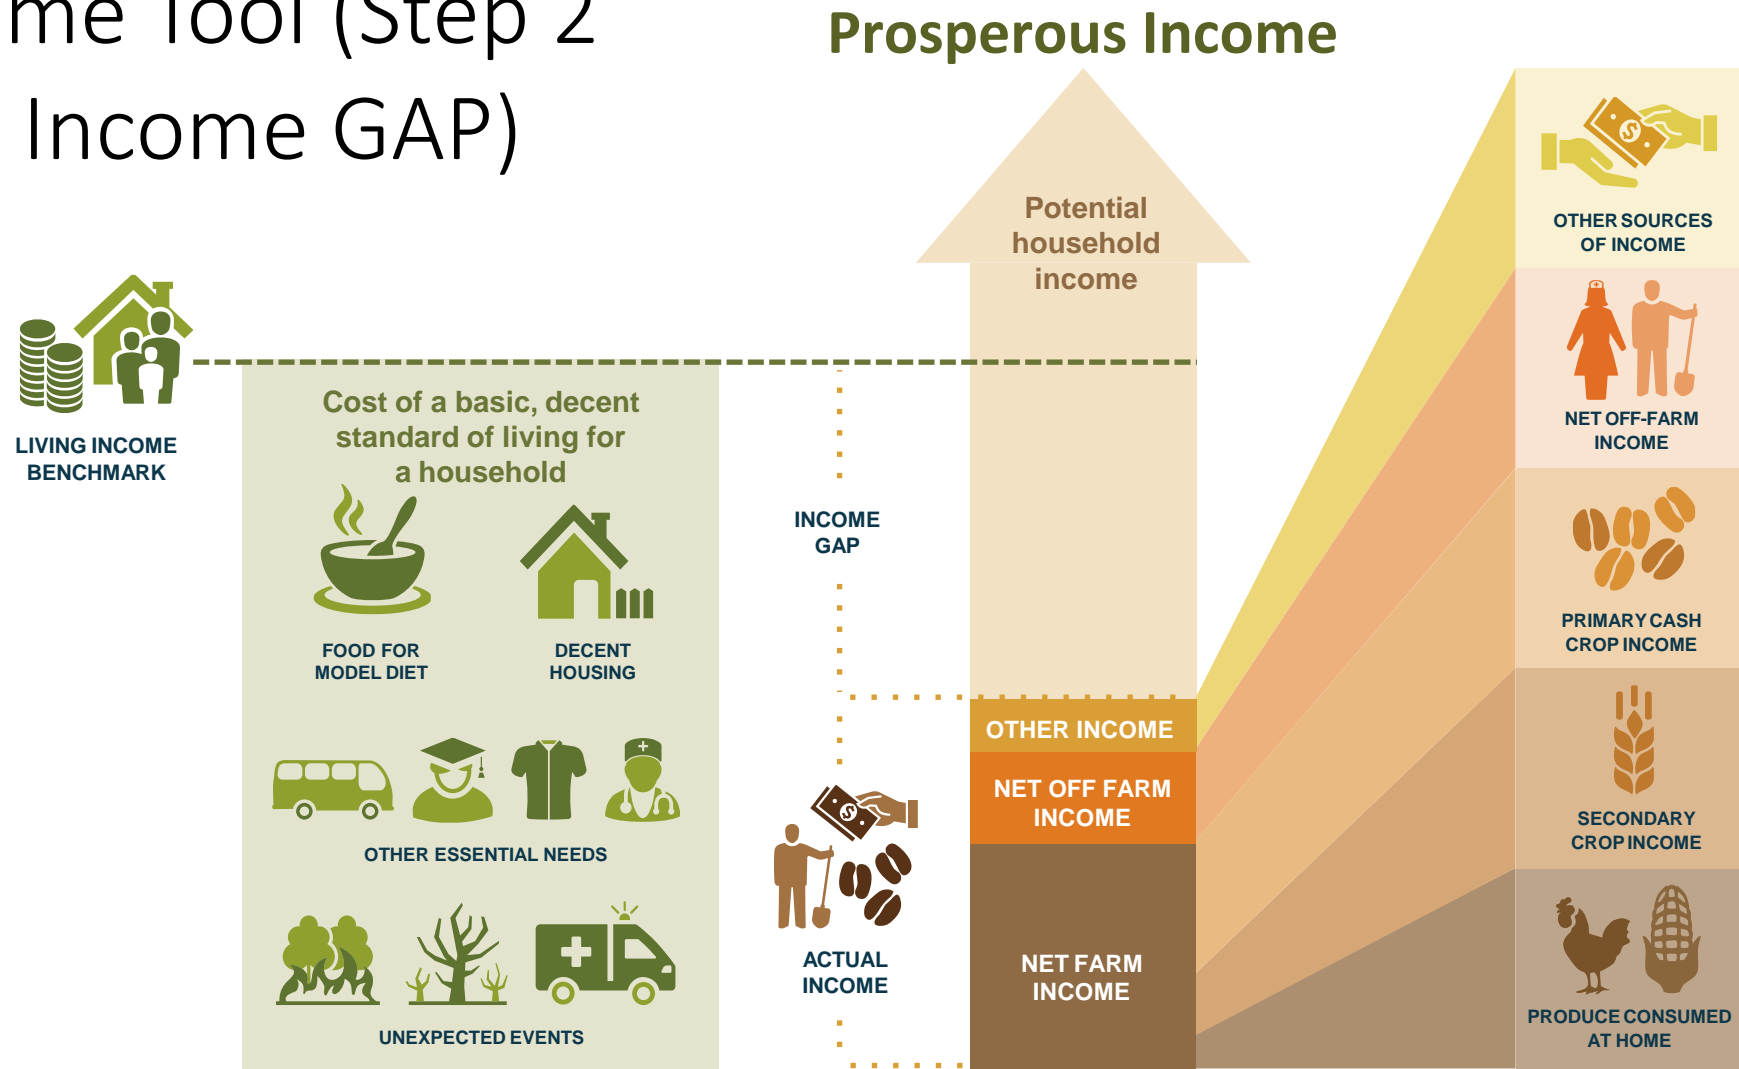 me Tool (Step 2
Income GAP)
Prosperous Income
Potential
household
income
LIVING INCOME
BENCHMARK
Cost of a basic, decent
standard of living for
a household
FOOD FOR
MODEL DIET
DECENT
HOUSING
OTHER ESSENTIAL NEEDS
UNEXPECTED EVENTS
INCOME
GAP
ACTUAL
INCOME
OTHER INCOME
NET OFF FARM
INCOME
NET FARM
INCOME
OTHER SOURCES
OF INCOME
NET OFF-FARM
INCOME
PRIMARY CASH
CROP INCOME
SECONDARY
CROP INCOME
PRODUCE CONSUMED
AT HOME